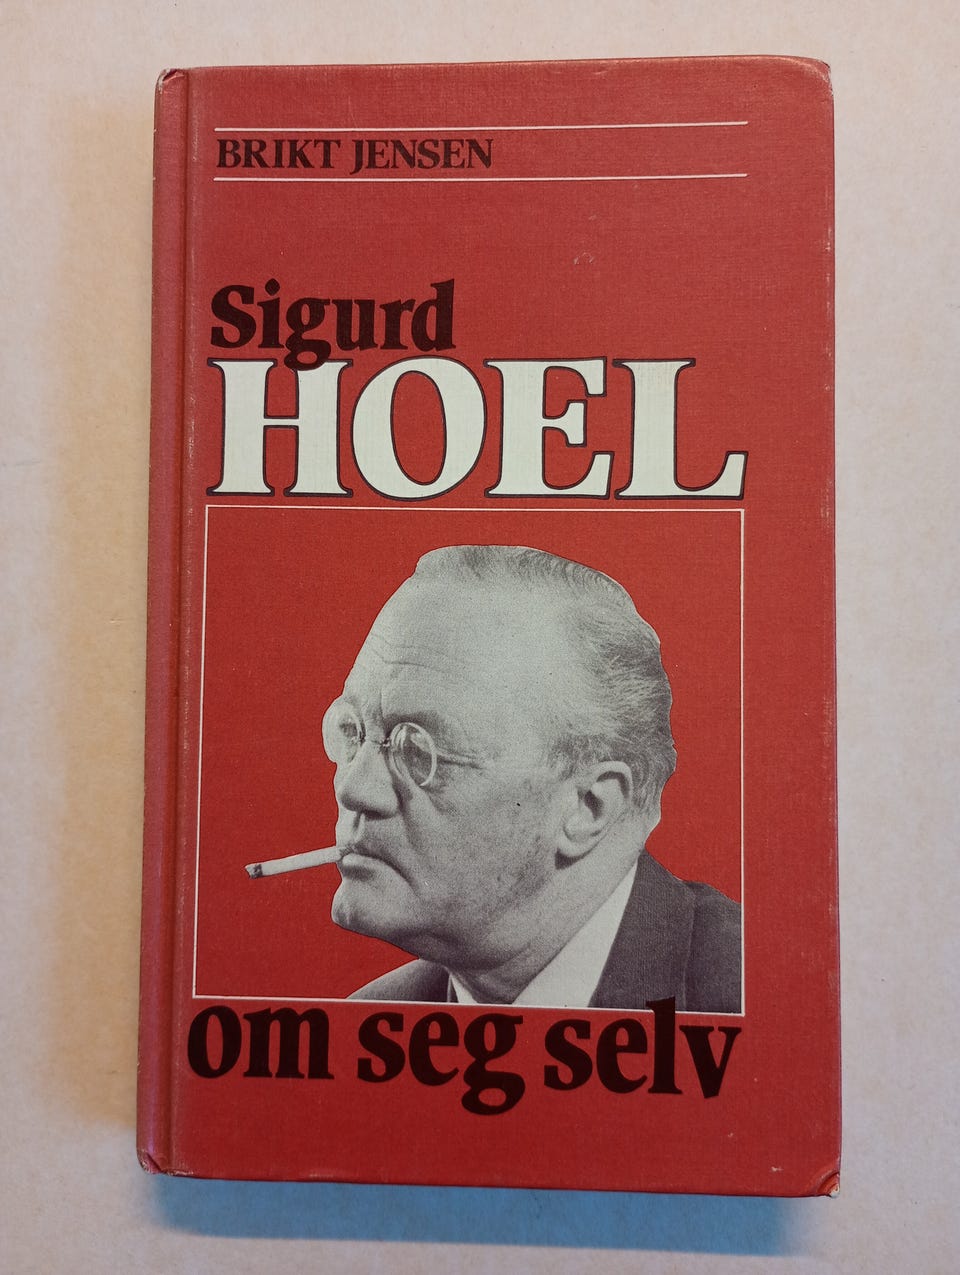 BRIKT JENSEN
Sigurd
HOEL
om seg selv